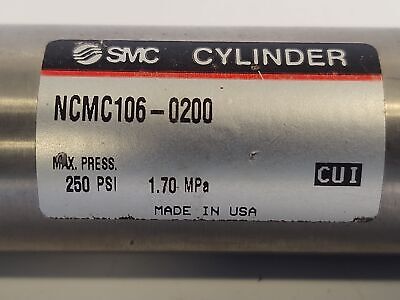 SMC CYLINDER
NCMC106-0200
MAX. PRESS.
250 PSI 1.70 MPa
CUI
MADE IN USA